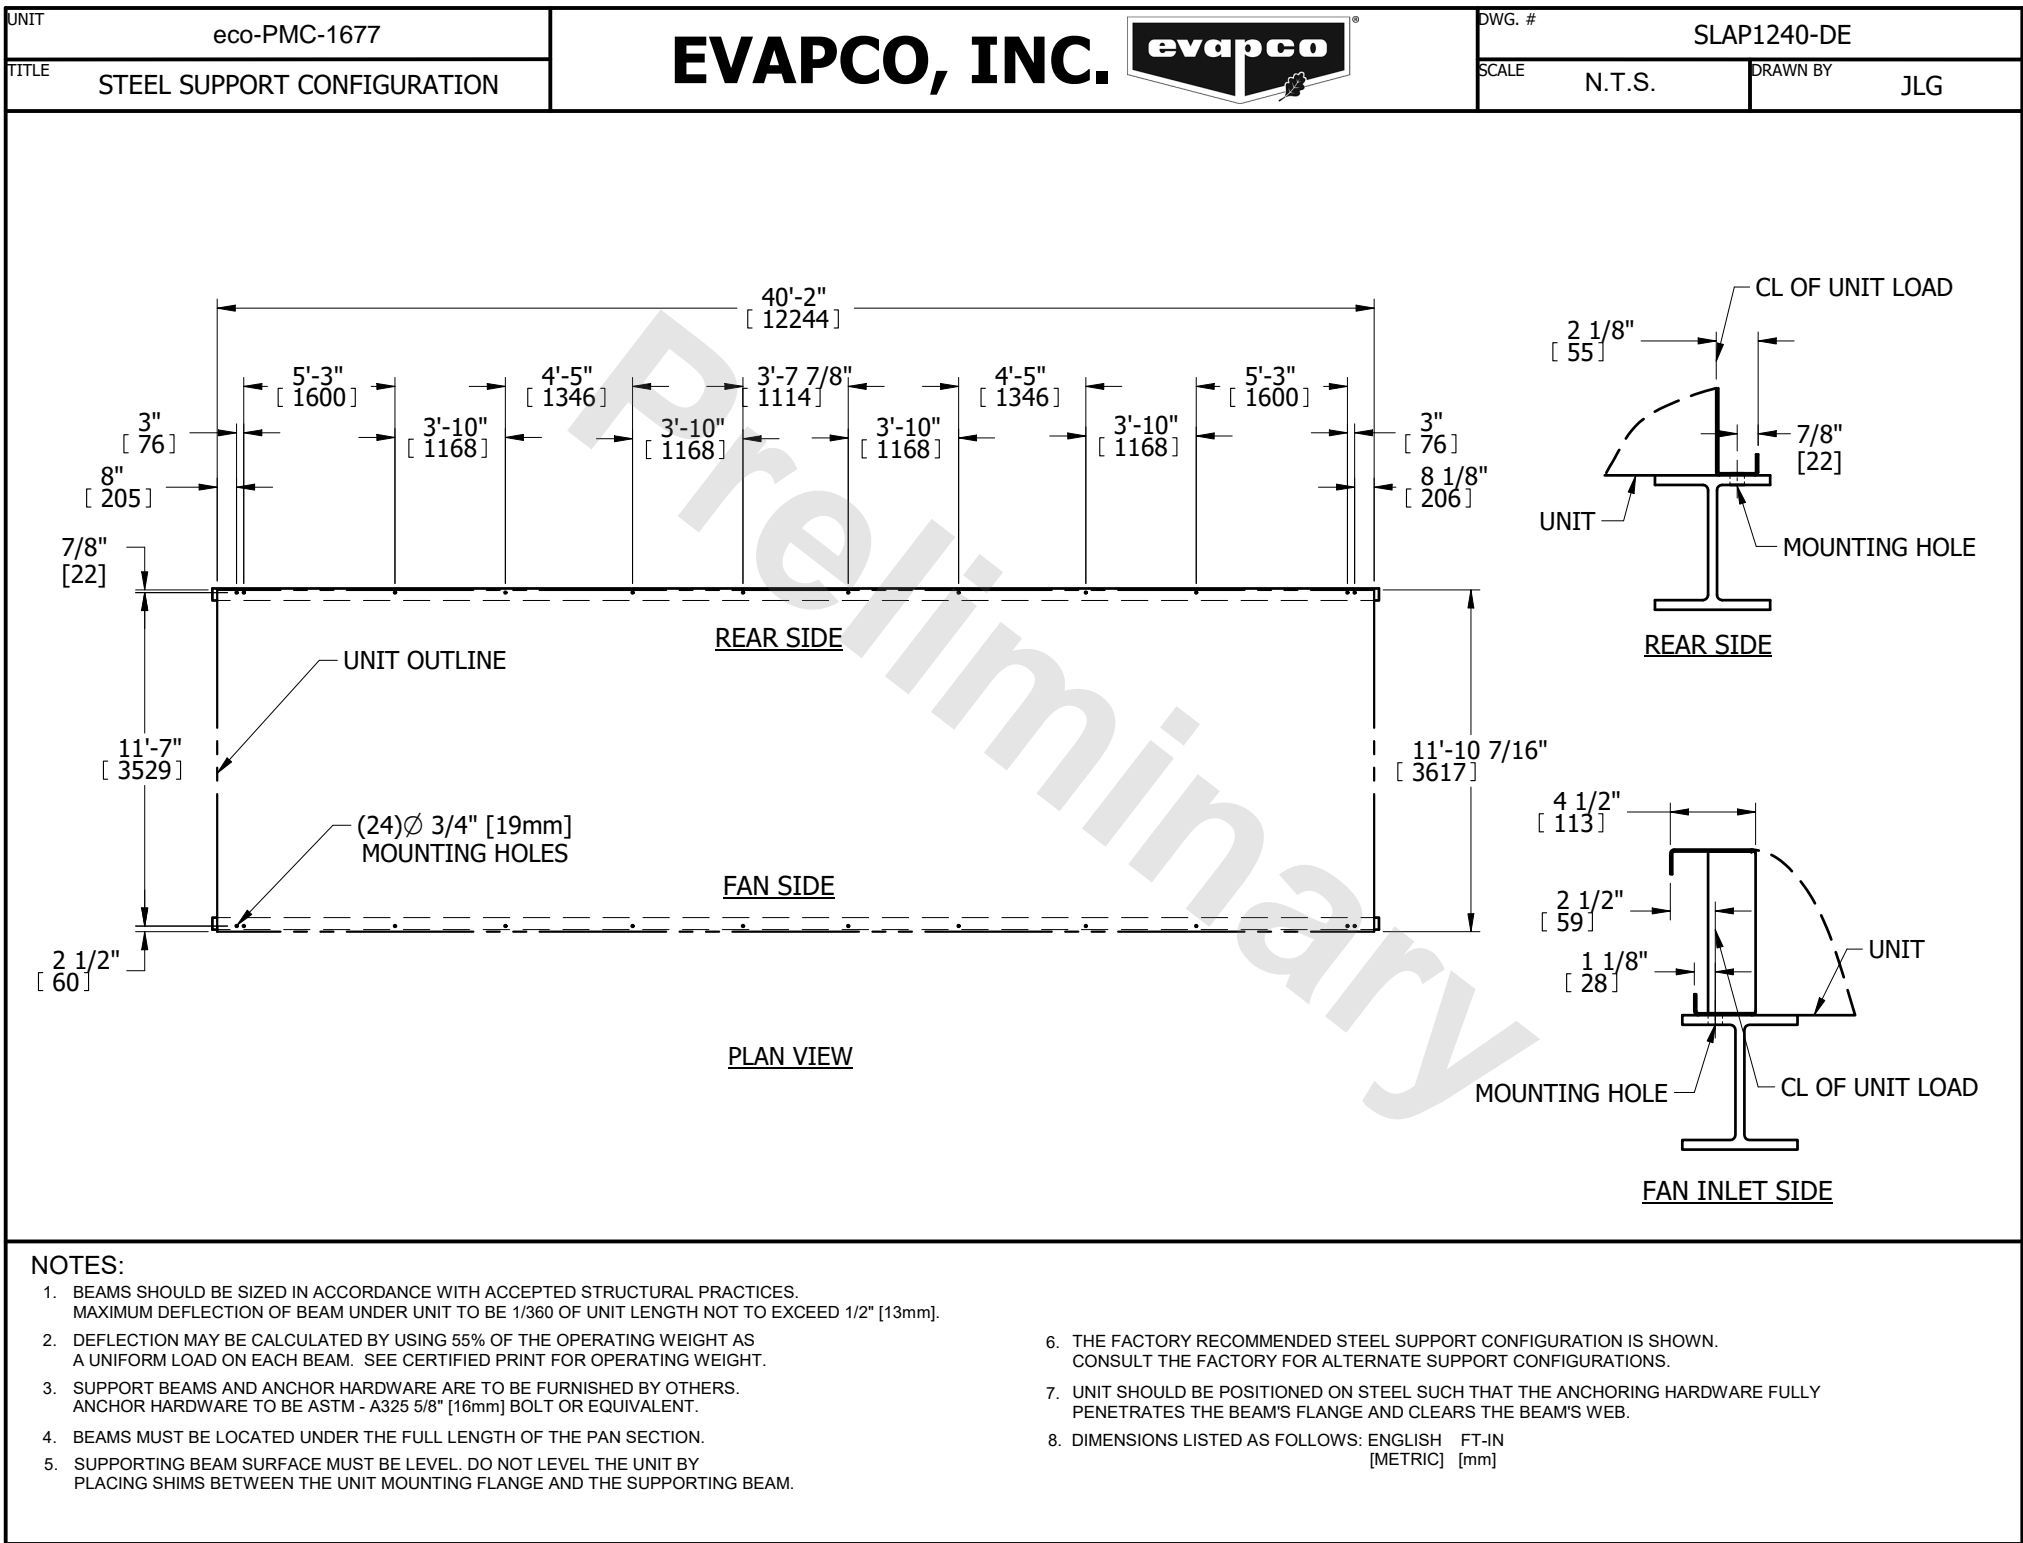 UNIT
eco-PMC-1677
TITLE
STEEL SUPPORT CONFIGURATION
EVAPCO, INC.
evapco
®
DWG. #
SLAP1240-DE
SCALE
N.T.S.
DRAWN BY
JLG
40'-2"
[ 12244 ]
5'-3"
[ 1600 ]
4'-5"
[ 1346 ]
3'-7 7/8"
[ 1114 ]
4'-5"
[ 1346 ]
5'-3"
[ 1600 ]
3"
[ 76 ]
3'-10"
[ 1168 ]
3'-10"
[ 1168 ]
3'-10"
[ 1168 ]
3'-10"
[ 1168 ]
3"
[ 76 ]
8"
[ 205 ]
8 1/8"
[ 206 ]
7/8"
[22]
REAR SIDE
UNIT OUTLINE
11'-7"
[ 3529 ]
11'-10 7/16"
[ 3617 ]
(24)Ø 3/4" [19mm]
MOUNTING HOLES
FAN SIDE
2 1/2"
[ 60 ]
PLAN VIEW
Preliminary
CL OF UNIT LOAD
2 1/8"
[ 55 ]
7/8"
[22]
UNIT
MOUNTING HOLE
REAR SIDE
4 1/2"
[ 113 ]
2 1/2"
[ 59 ]
1 1/8"
[ 28 ]
UNIT
MOUNTING HOLE
CL OF UNIT LOAD
FAN INLET SIDE
NOTES:
1. BEAMS SHOULD BE SIZED IN ACCORDANCE WITH ACCEPTED STRUCTURAL PRACTICES.
MAXIMUM DEFLECTION OF BEAM UNDER UNIT TO BE 1/360 OF UNIT LENGTH NOT TO EXCEED 1/2" [13mm].
2. DEFLECTION MAY BE CALCULATED BY USING 55% OF THE OPERATING WEIGHT AS
A UNIFORM LOAD ON EACH BEAM. SEE CERTIFIED PRINT FOR OPERATING WEIGHT.
3. SUPPORT BEAMS AND ANCHOR HARDWARE ARE TO BE FURNISHED BY OTHERS.
ANCHOR HARDWARE TO BE ASTM - A325 5/8" [16mm] BOLT OR EQUIVALENT.
4. BEAMS MUST BE LOCATED UNDER THE FULL LENGTH OF THE PAN SECTION.
5. SUPPORTING BEAM SURFACE MUST BE LEVEL. DO NOT LEVEL THE UNIT BY
PLACING SHIMS BETWEEN THE UNIT MOUNTING FLANGE AND THE SUPPORTING BEAM.
6. THE FACTORY RECOMMENDED STEEL SUPPORT CONFIGURATION IS SHOWN.
CONSULT THE FACTORY FOR ALTERNATE SUPPORT CONFIGURATIONS.
7. UNIT SHOULD BE POSITIONED ON STEEL SUCH THAT THE ANCHORING HARDWARE FULLY
PENETRATES THE BEAM'S FLANGE AND CLEARS THE BEAM'S WEB.
8. DIMENSIONS LISTED AS FOLLOWS: ENGLISH FT-IN
[METRIC] [mm]